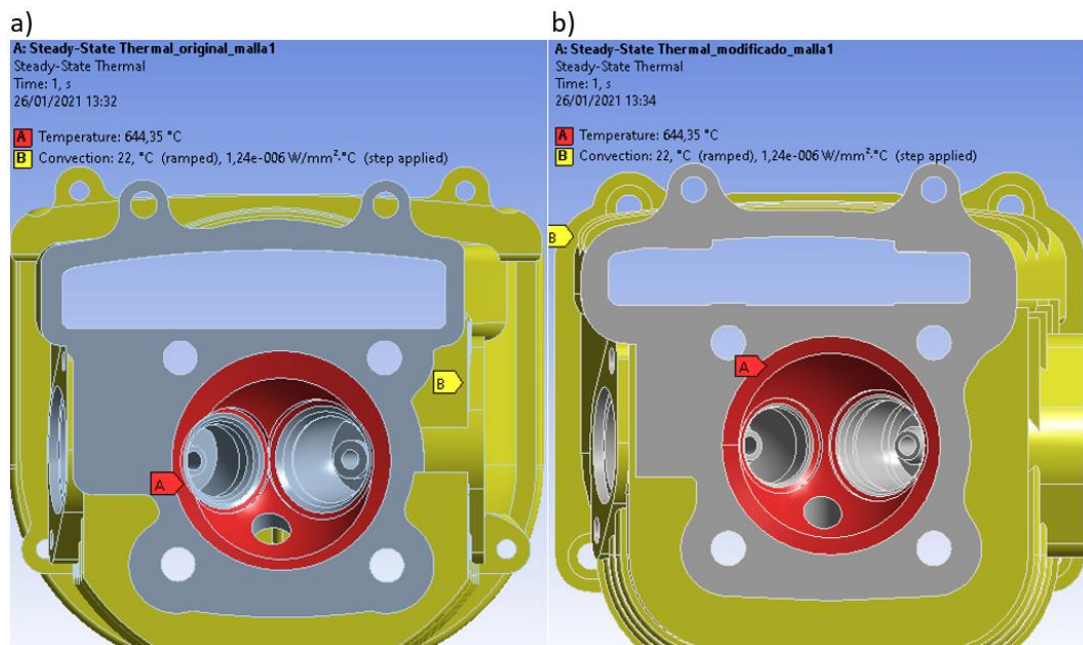 a)
A: Steady-State Thermal_original_malla1
Steady-State Thermal
Time: 1, s
26/01/2021 13:32
A Temperature: 644,35 °C
B Convection: 22, °C (ramped), 1,24e-006 W/mm²·°C (step applied)
B
A
b)
A: Steady-State Thermal_modificado_malla1
Steady-State Thermal
Time: 1, s
26/01/2021 13:34
A Temperature: 644,35 °C
B Convection: 22, °C (ramped), 1,24e-006 W/mm²·°C (step applied)
B
A